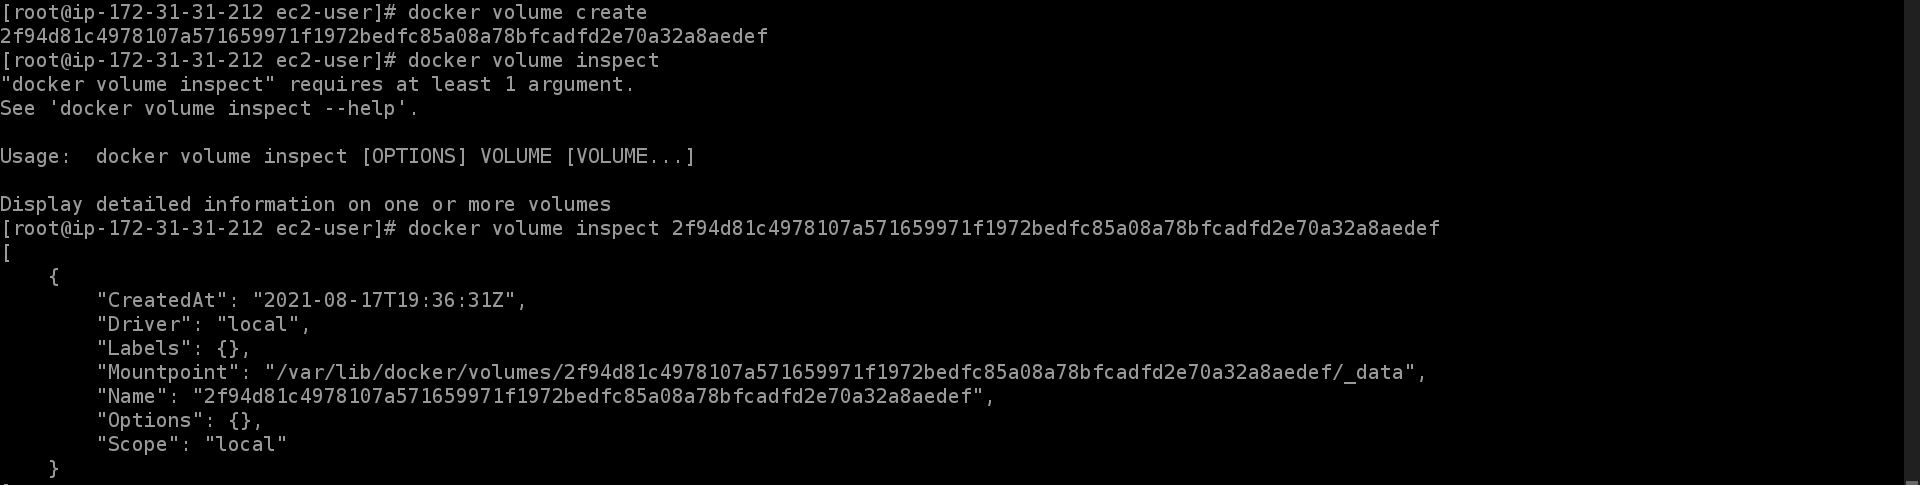 [root@ip-172-31-31-212 ec2-user]# docker volume create
2f94d81c4978107a571659971f1972bedfc85a08a78bfcadfd2e70a32a8aedef
[root@ip-172-31-31-212 ec2-user]# docker volume inspect
"docker volume inspect" requires at least 1 argument.
See 'docker volume inspect --help'.

Usage:  docker volume inspect [OPTIONS] VOLUME [VOLUME...]

Display detailed information on one or more volumes
[root@ip-172-31-31-212 ec2-user]# docker volume inspect 2f94d81c4978107a571659971f1972bedfc85a08a78bfcadfd2e70a32a8aedef
[
    {
        "CreatedAt": "2021-08-17T19:36:31Z",
        "Driver": "local",
        "Labels": {},
        "Mountpoint": "/var/lib/docker/volumes/2f94d81c4978107a571659971f1972bedfc85a08a78bfcadfd2e70a32a8aedef/_data",
        "Name": "2f94d81c4978107a571659971f1972bedfc85a08a78bfcadfd2e70a32a8aedef",
        "Options": {},
        "Scope": "local"
    }